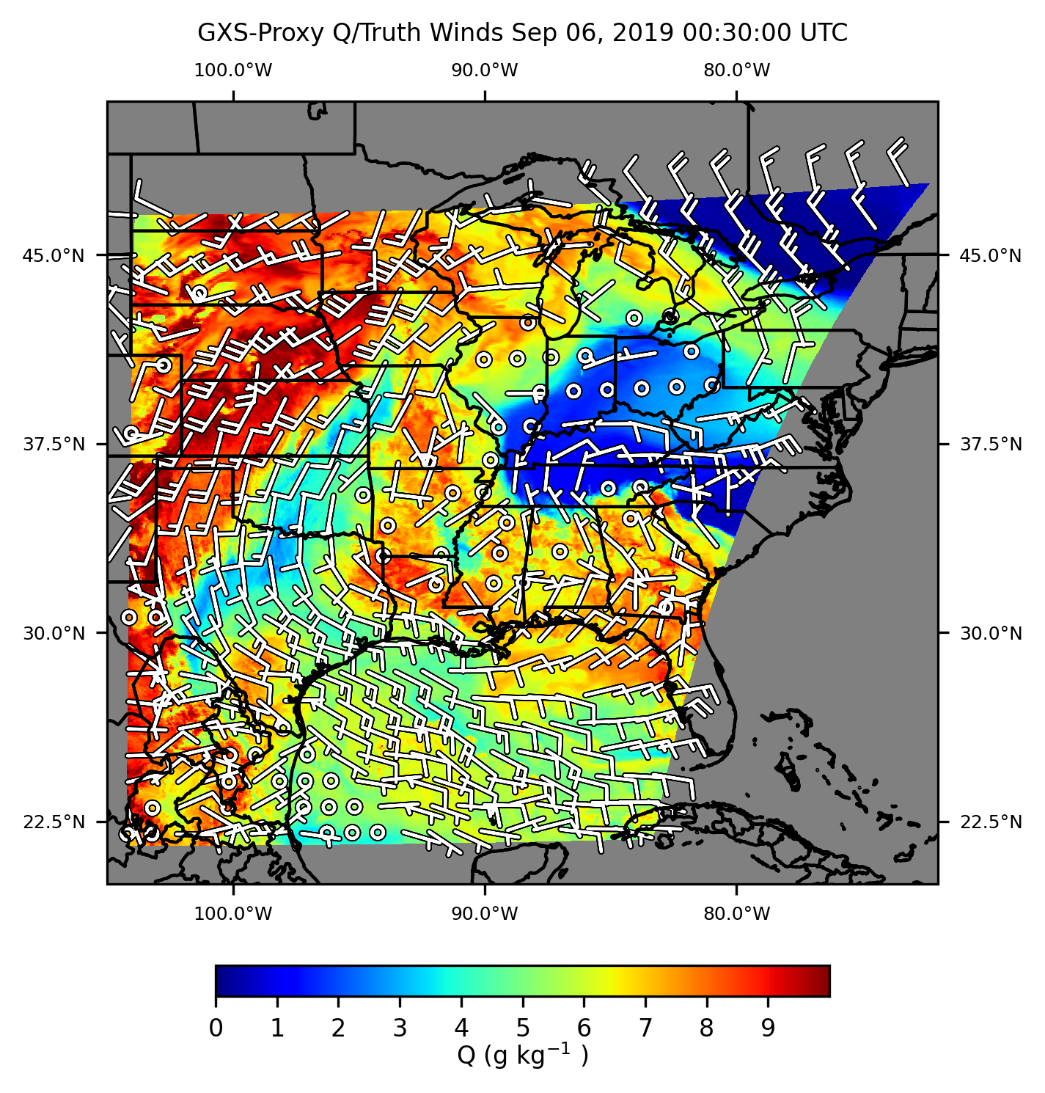 GXS-Proxy Q/Truth Winds Sep 06, 2019 00:30:00 UTC
100.0°W 90.0°W 80.0°W
45.0°N 45.0°N
37.5°N 37.5°N
30.0°N 30.0°N
22.5°N 22.5°N
100.0°W 90.0°W 80.0°W
0 1 2 3 4 5 6 7 8 9
Q (g kg⁻¹ )